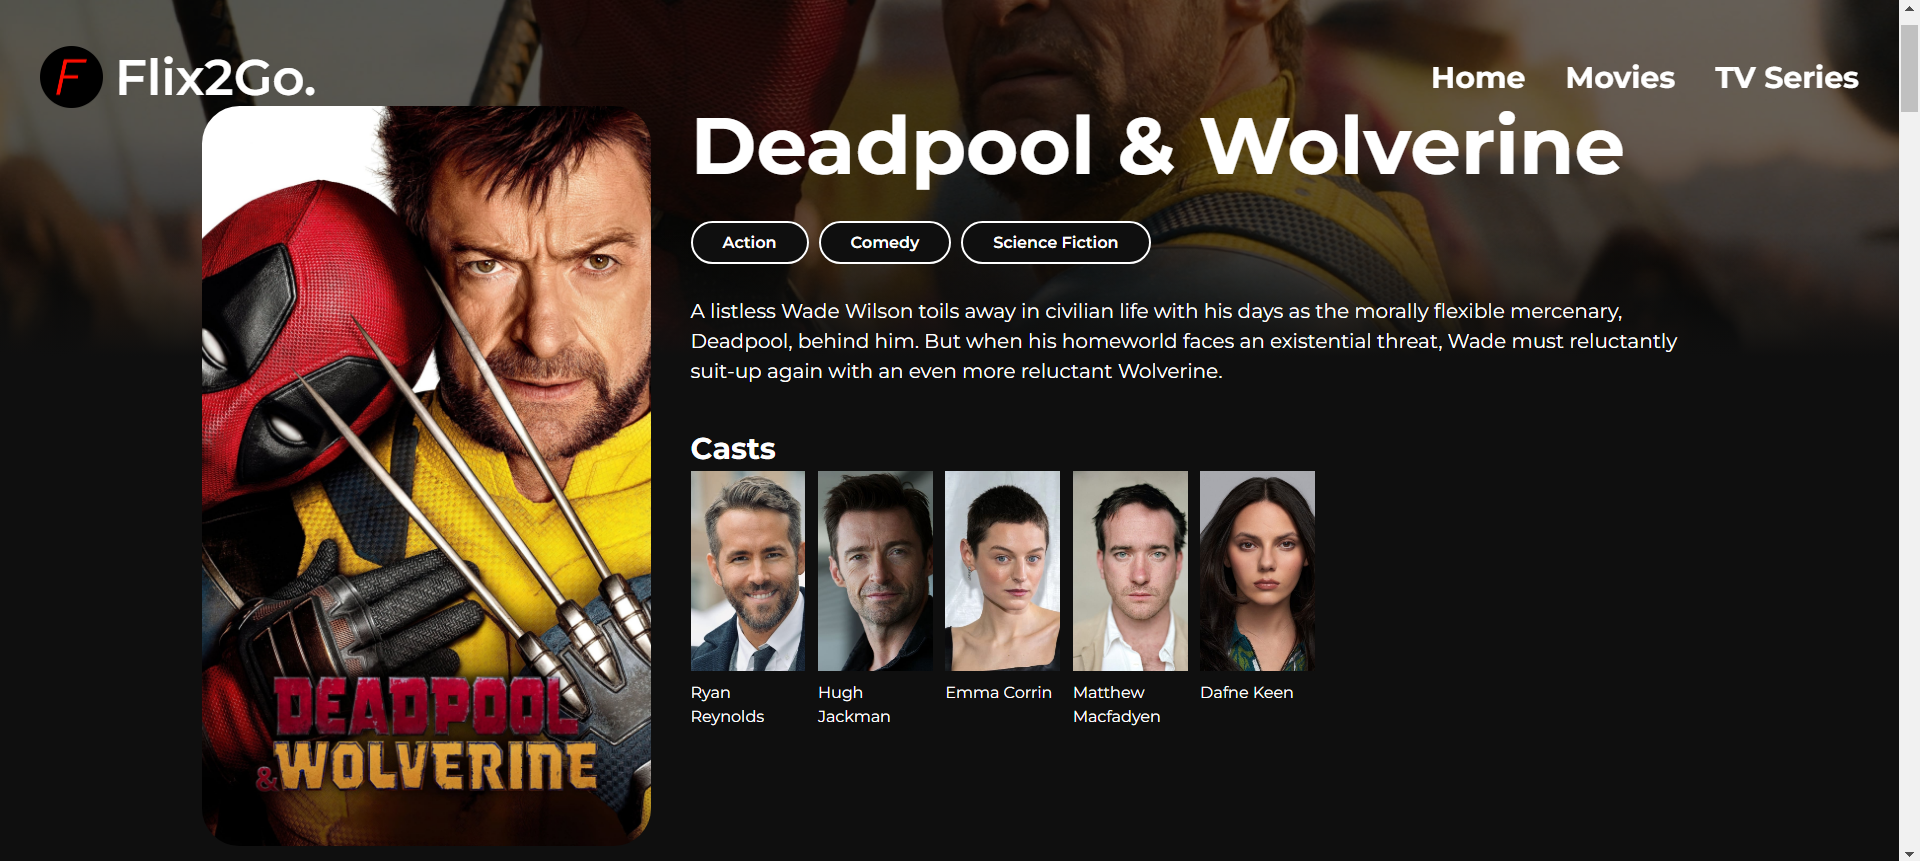 F Flix2Go.
Home Movies TV Series
Deadpool & Wolverine
Action Comedy Science Fiction
A listless Wade Wilson toils away in civilian life with his days as the morally flexible mercenary,
Deadpool, behind him. But when his homeworld faces an existential threat, Wade must reluctantly
suit-up again with an even more reluctant Wolverine.
Casts
Ryan
Reynolds
Hugh
Jackman
Emma Corrin
Matthew
Macfadyen
Dafne Keen
DEADPOOL
&WOLVERINE